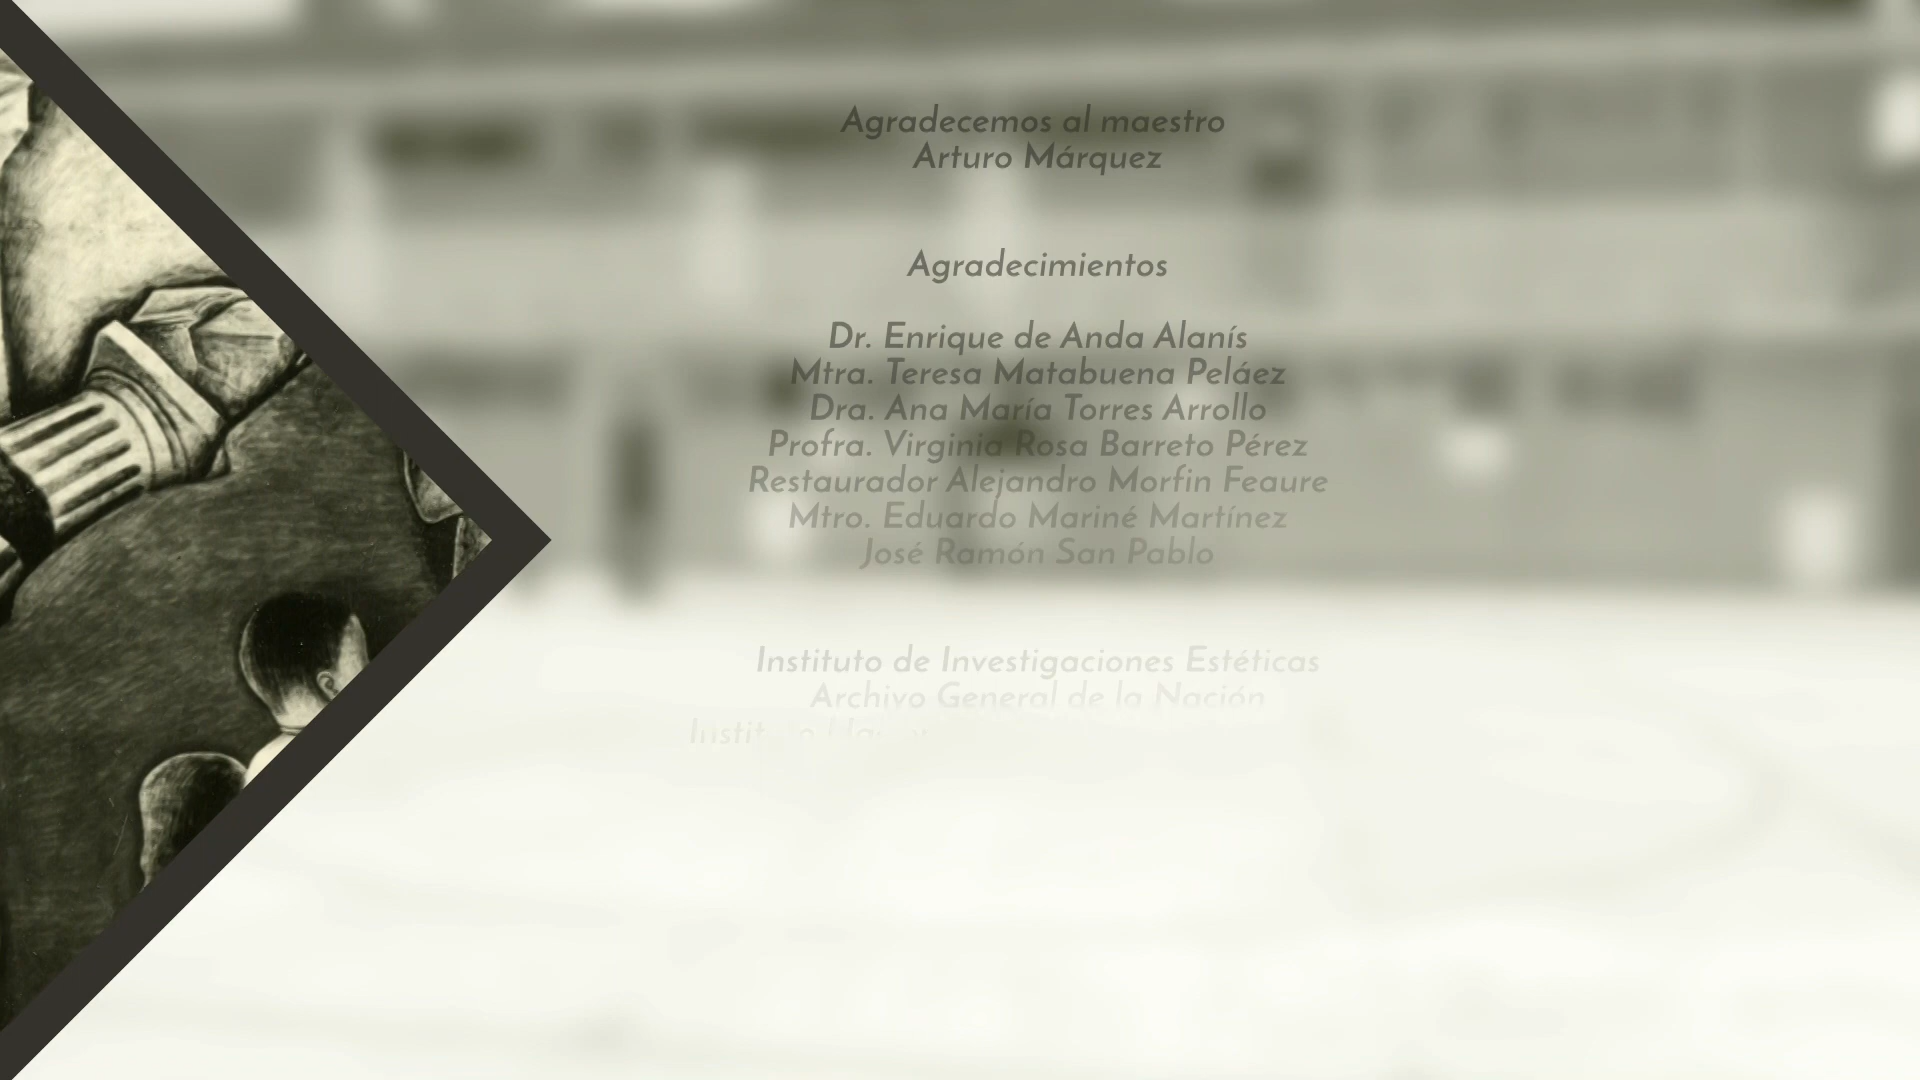 Agradecemos al maestro
Arturo Márquez
Agradecimientos
Dr. Enrique de Anda Alanís
Mtra. Teresa Matabuena Peláez
Dra. Ana María Torres Arrollo
Profra. Virginia Rosa Barreto Pérez
Restaurador Alejandro Morfin Feaure
Mtro. Eduardo Mariné Martínez
José Ramón San Pablo
Instituto de Investigaciones Estéticas
Archivo General de la Nación